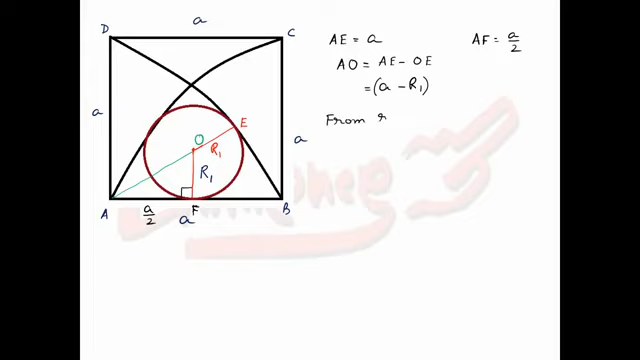 a
D
C
AE = a
AF = a/2
AO = AE - OE
= (a - R₁)
a
From r
E
O
R₁
a
R₁
A
a/2
F
B
a